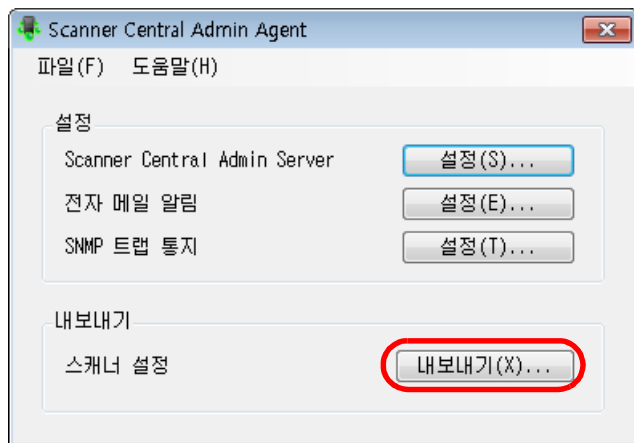 Scanner Central Admin Agent
파일(F) 도움말(H)
설정
Scanner Central Admin Server 설정(S)...
전자 메일 알림 설정(E)...
SNMP 트랩 통지 설정(T)...
내보내기
스캐너 설정 내보내기(X)...